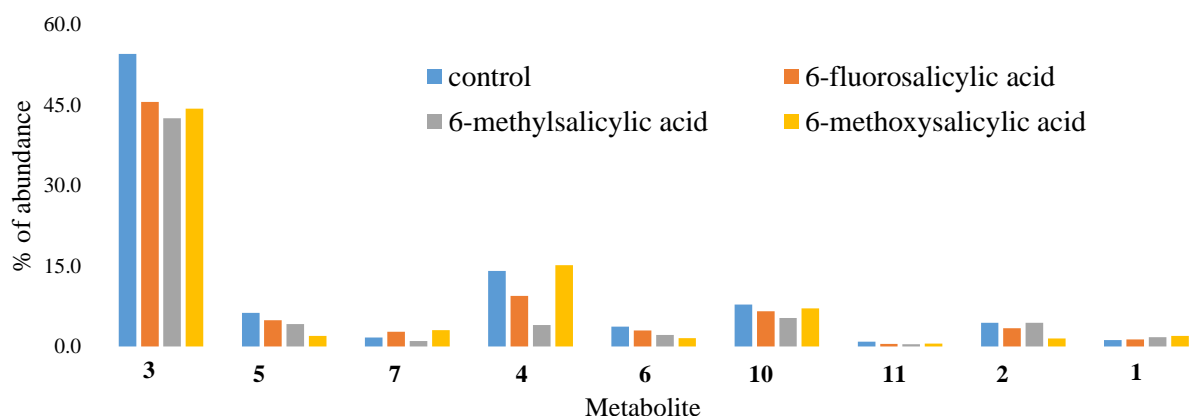 60.0
45.0
30.0
15.0
0.0
% of abundance
control
6-fluorosalicylic acid
6-methylsalicylic acid
6-methoxysalicylic acid
3 5 7 4 6 10 11 2 1
Metabolite